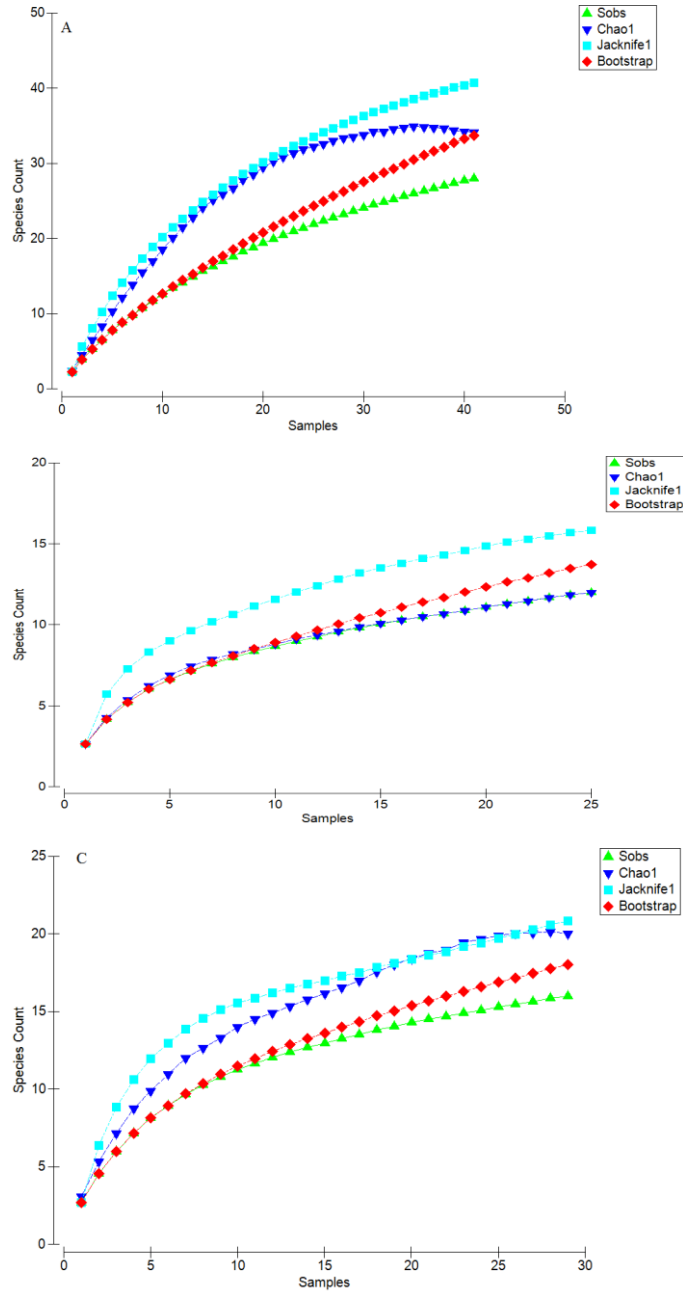 A
Sobs
Chao1
Jacknife1
Bootstrap
50
40
30
20
10
0
Species Count
0 10 20 30 40 50
Samples
Sobs
Chao1
Jacknife1
Bootstrap
20
15
10
5
0
Species Count
0 5 10 15 20 25
Samples
C
Sobs
Chao1
Jacknife1
Bootstrap
25
20
15
10
5
0
Species Count
0 5 10 15 20 25 30
Samples